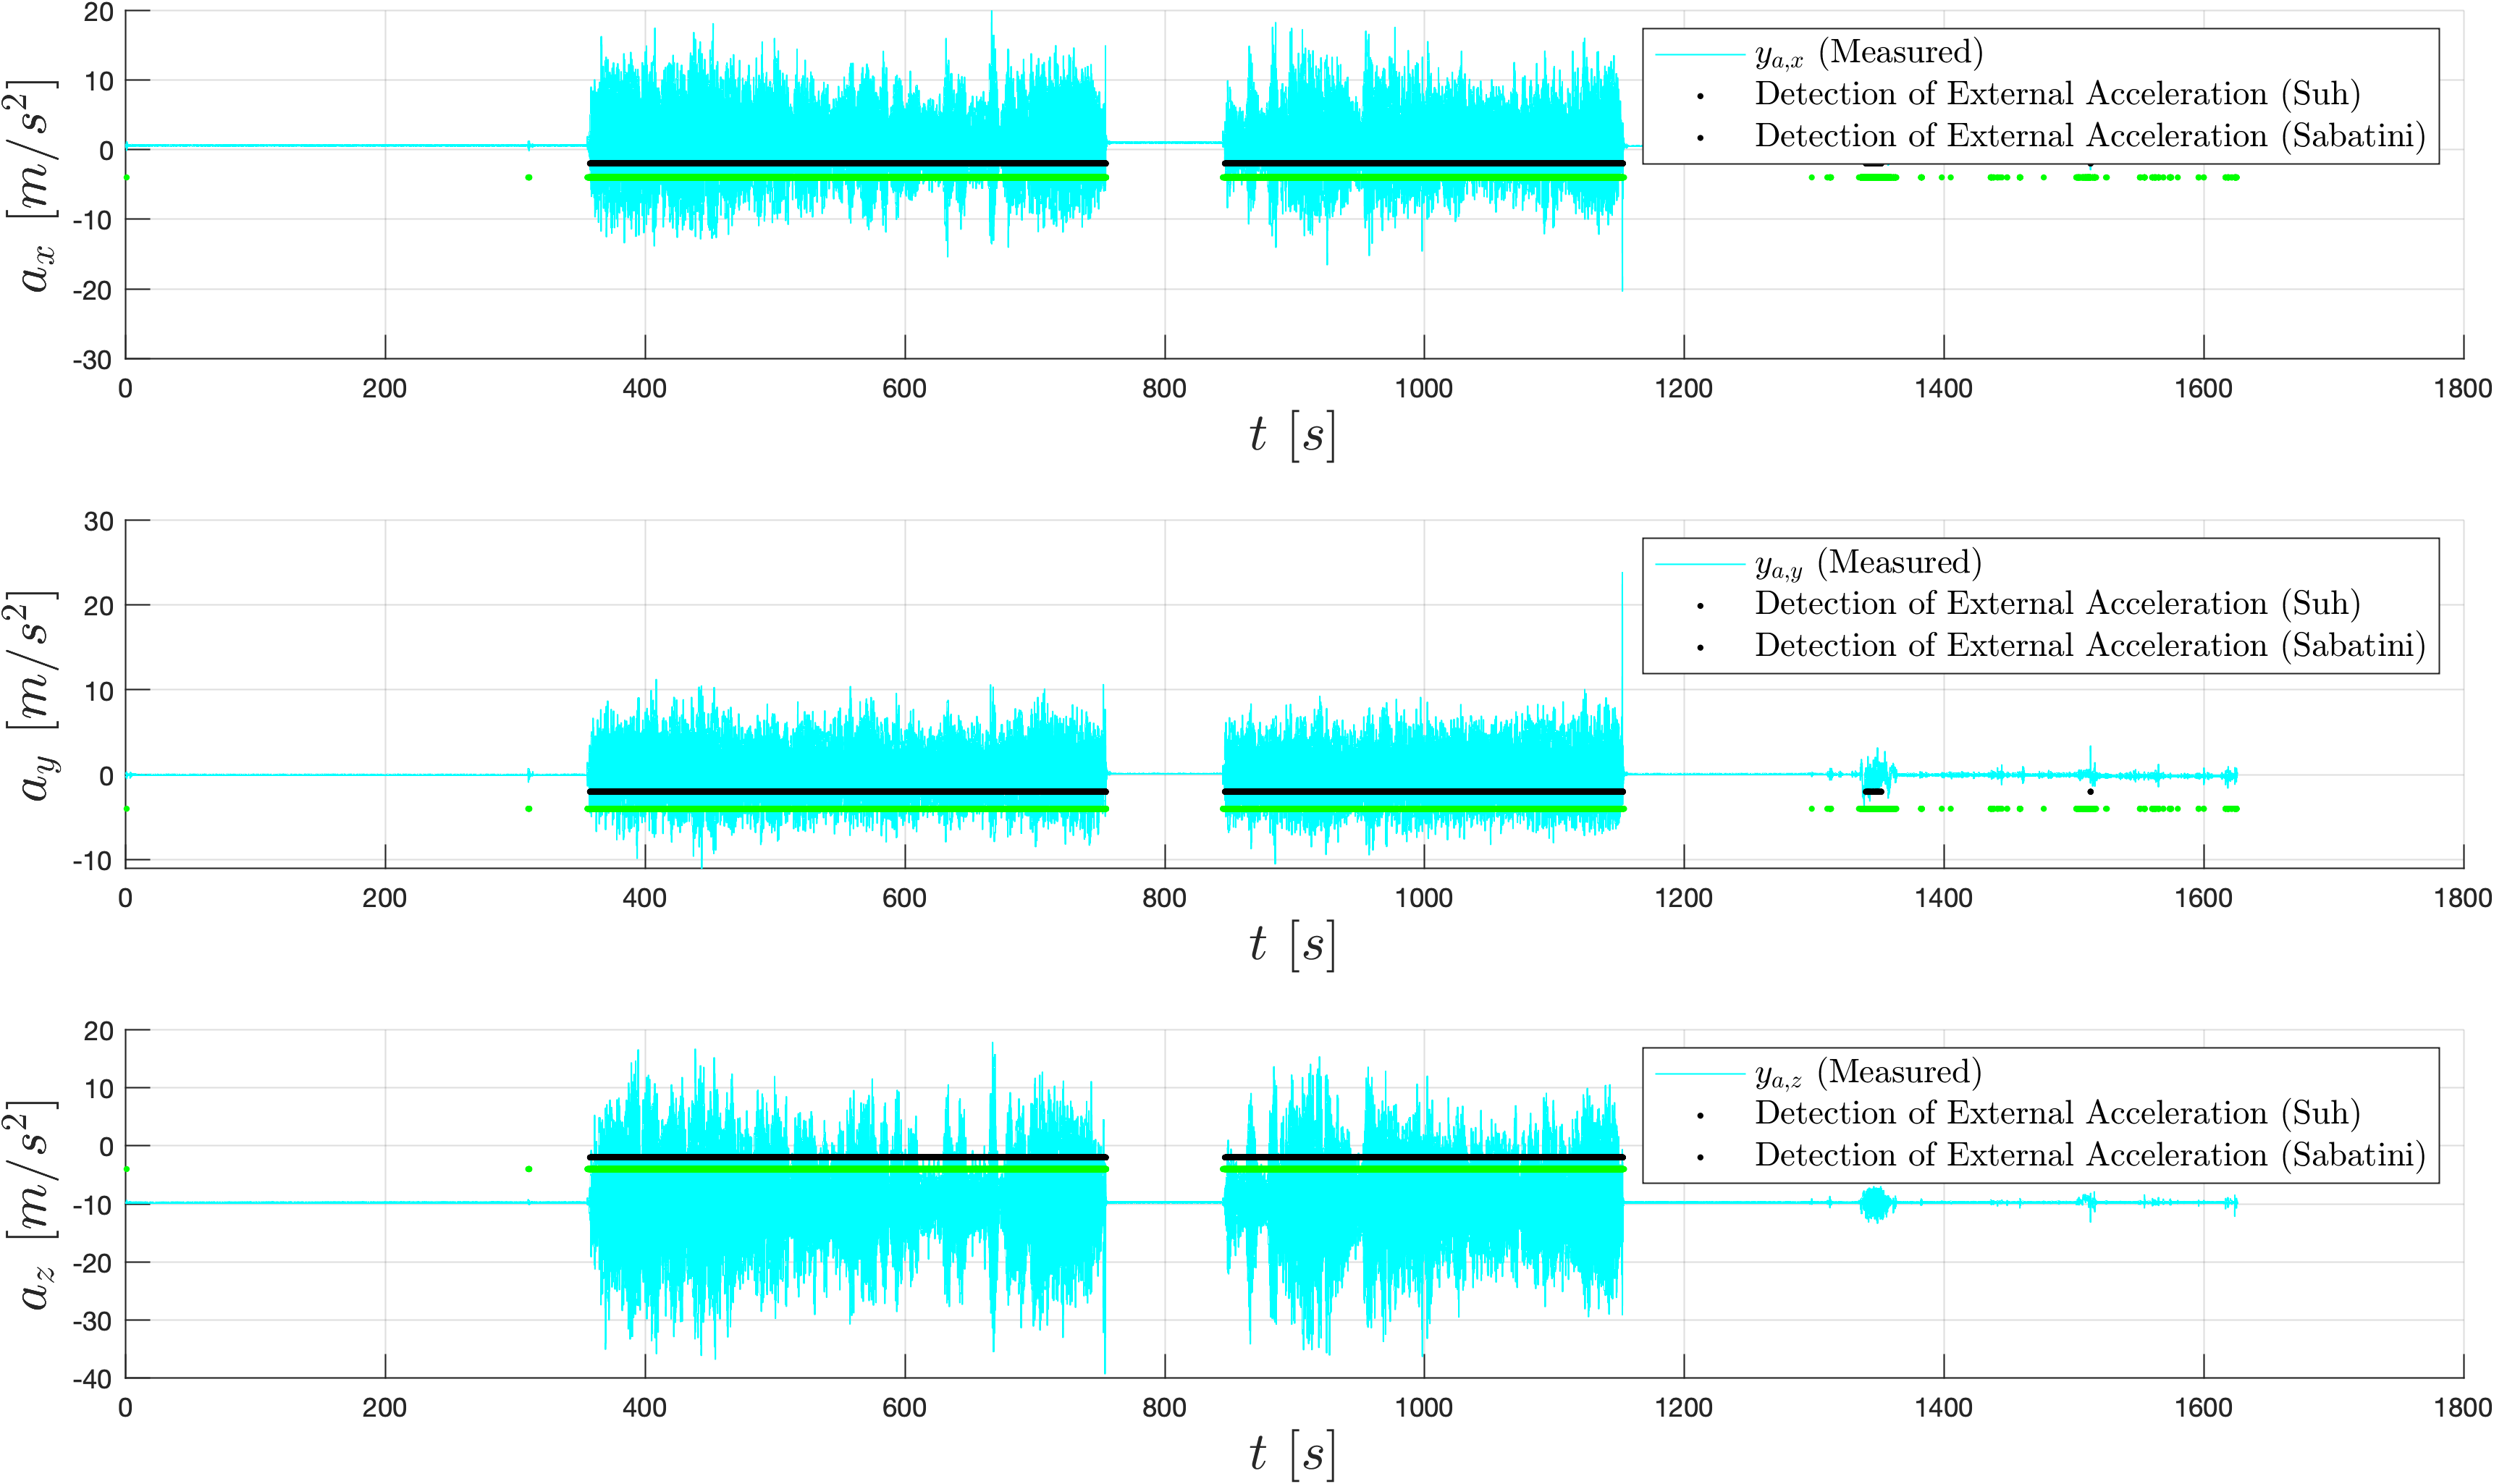 20
10
0
-10
-20
-30
a_x [m/s^2]
0 200 400 600 800 1000 1200 1400 1600 1800
t [s]
y_{a,x} (Measured)
Detection of External Acceleration (Suh)
Detection of External Acceleration (Sabatini)
30
20
10
0
-10
a_y [m/s^2]
0 200 400 600 800 1000 1200 1400 1600 1800
t [s]
y_{a,y} (Measured)
Detection of External Acceleration (Suh)
Detection of External Acceleration (Sabatini)
20
10
0
-10
-20
-30
-40
a_z [m/s^2]
0 200 400 600 800 1000 1200 1400 1600 1800
t [s]
y_{a,z} (Measured)
Detection of External Acceleration (Suh)
Detection of External Acceleration (Sabatini)